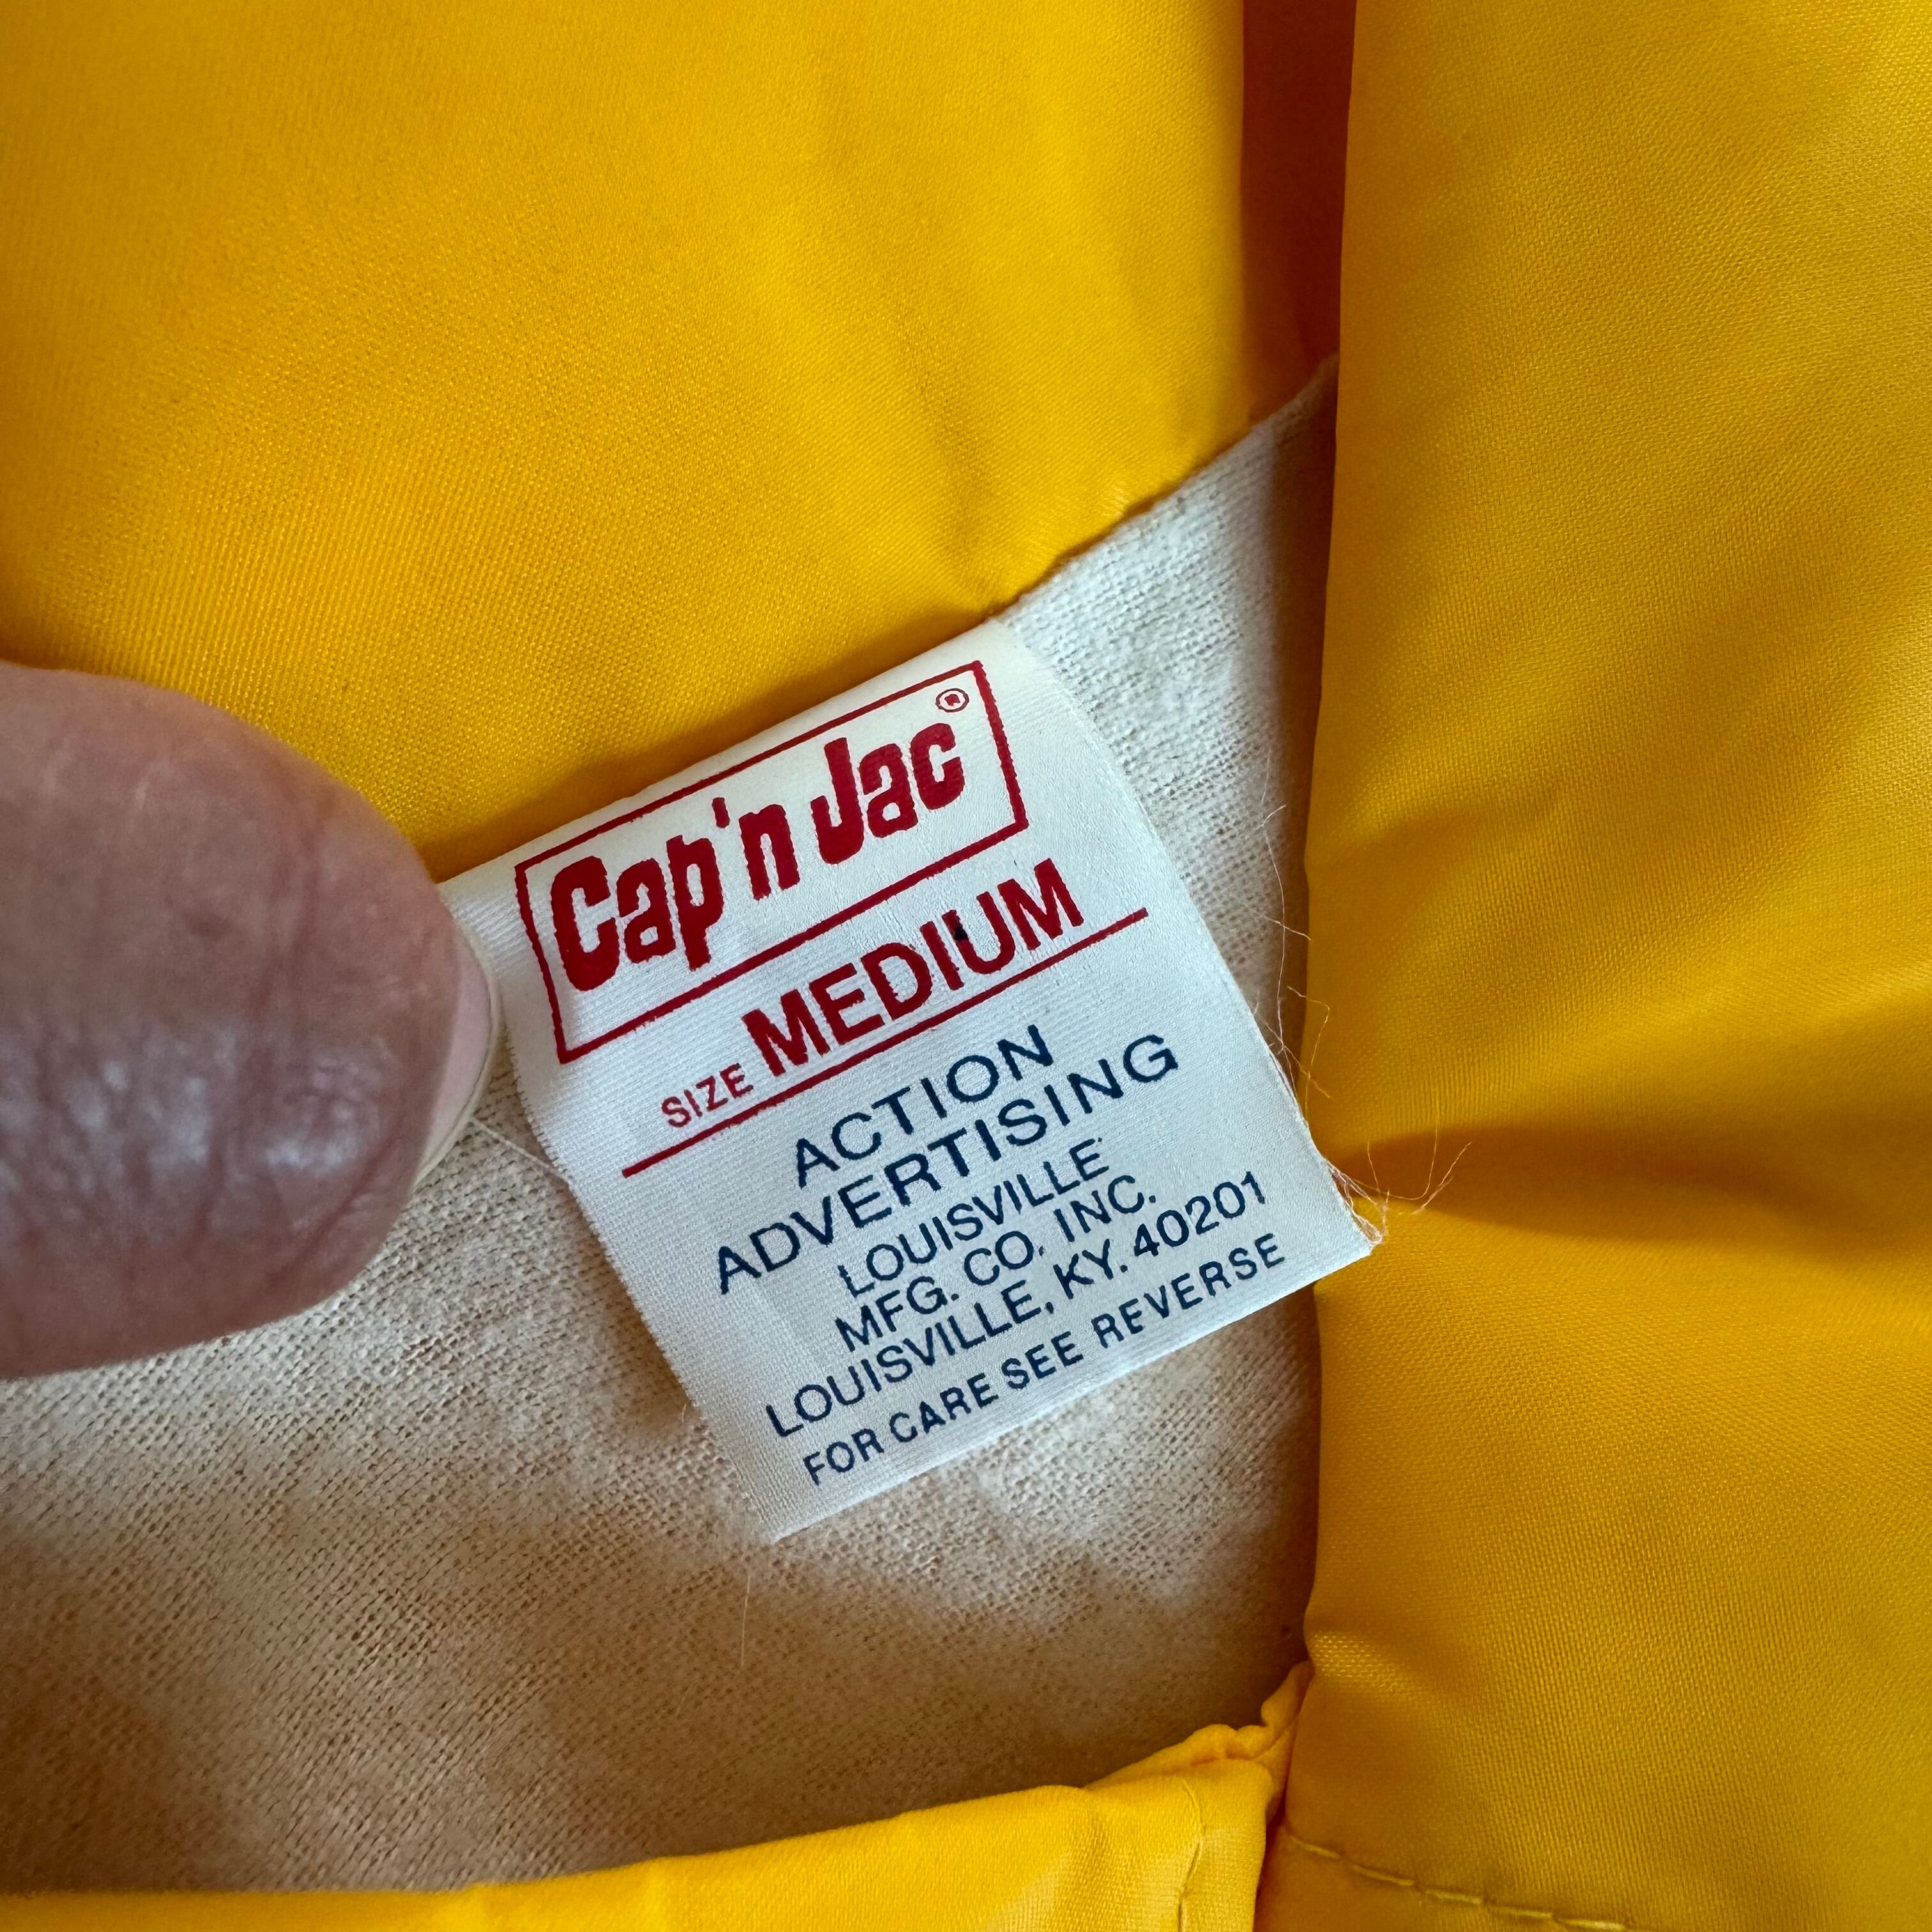 Cap'n Jac ®
SIZE MEDIUM
ACTION
ADVERTISING
LOUISVILLE
MFG. CO. INC.
LOUISVILLE, KY. 40201
FOR CARE SEE REVERSE